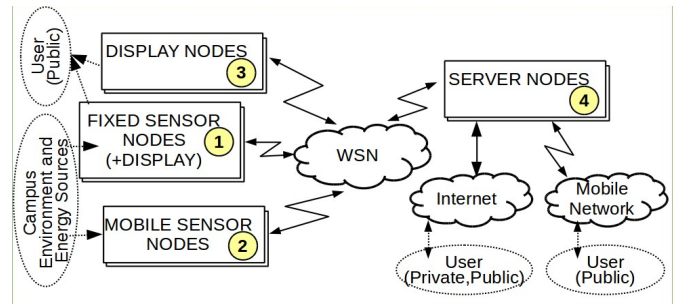 User
(Public)
DISPLAY NODES
3
FIXED SENSOR
NODES
(+DISPLAY)
1
Campus
Environment and
Energy Sources
MOBILE SENSOR
NODES
2
WSN
SERVER NODES
4
Internet
Mobile
Network
User
(Private,Public)
User
(Public)